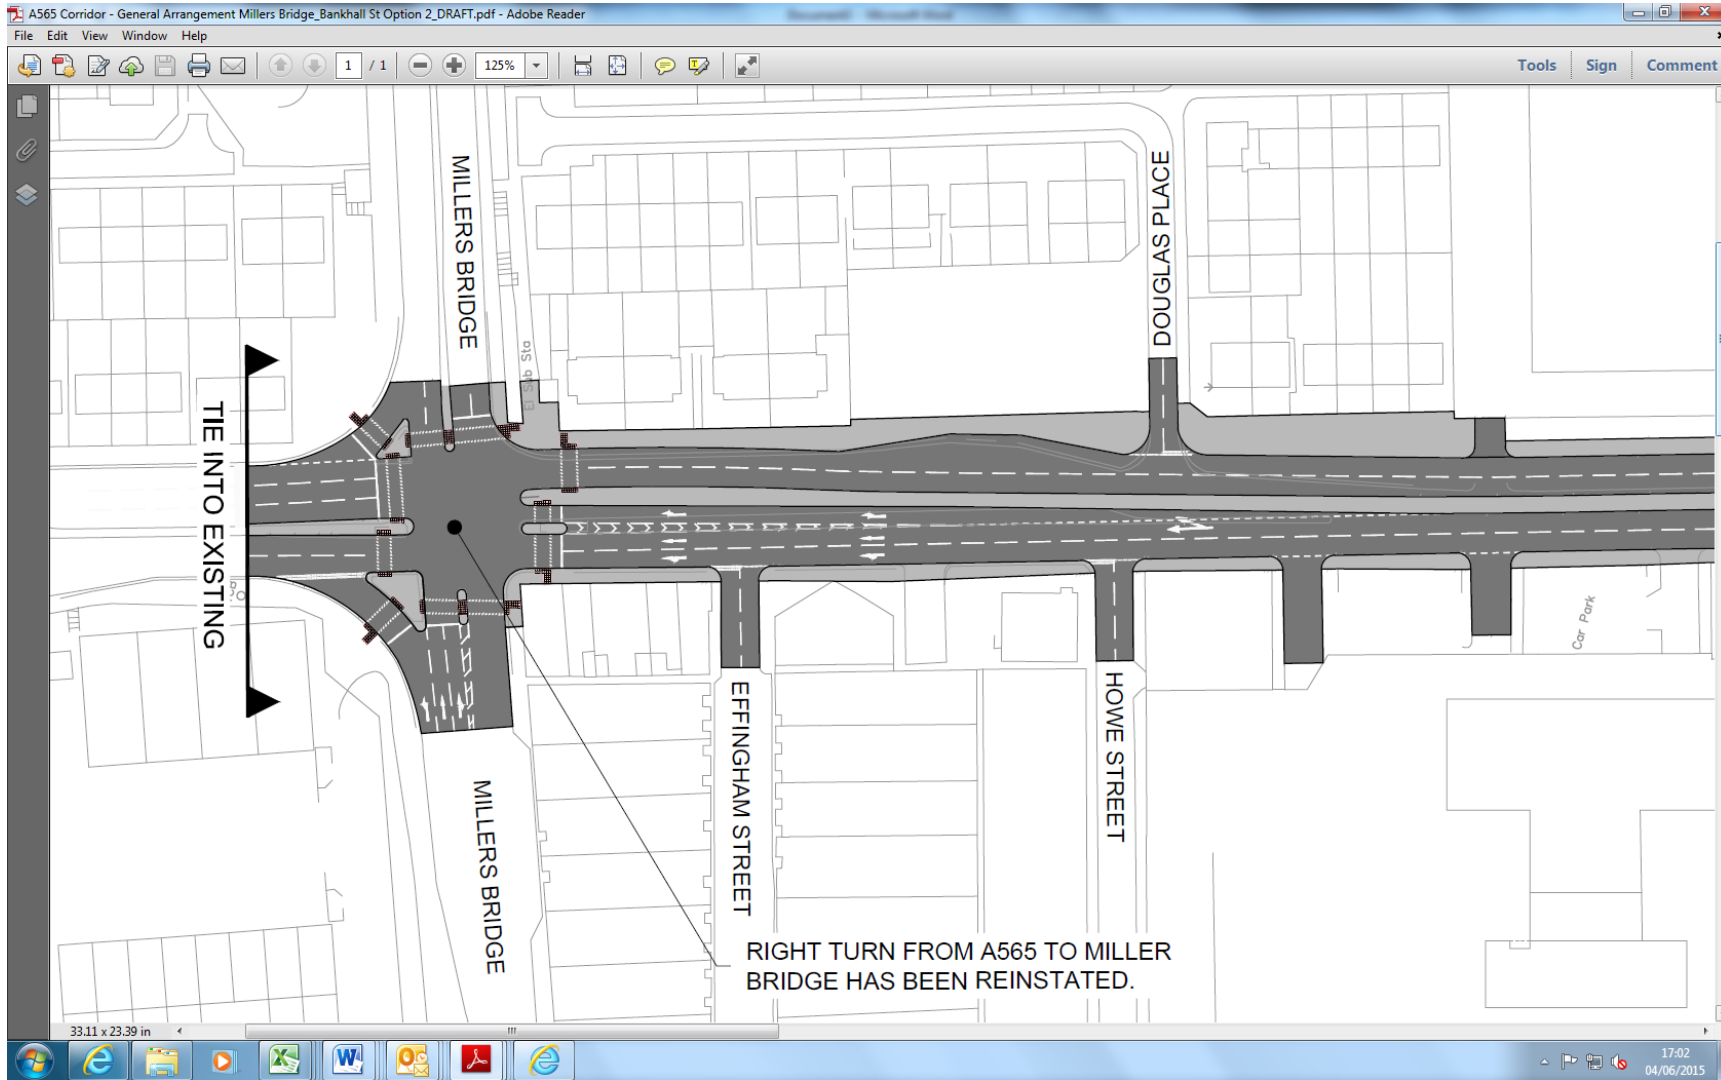 A565 Corridor - General Arrangement Millers Bridge_Bankhall St Option 2_DRAFT.pdf - Adobe Reader
File Edit View Window Help
1 / 1
125%
Tools Sign Comment
MILLERS BRIDGE
DOUGLAS PLACE
El Sub Sta
TIE INTO EXISTING
Car Park
MILLERS BRIDGE
EFFINGHAM STREET
HOWE STREET
RIGHT TURN FROM A565 TO MILLER
BRIDGE HAS BEEN REINSTATED.
33.11 x 23.39 in
17:02
04/06/2015